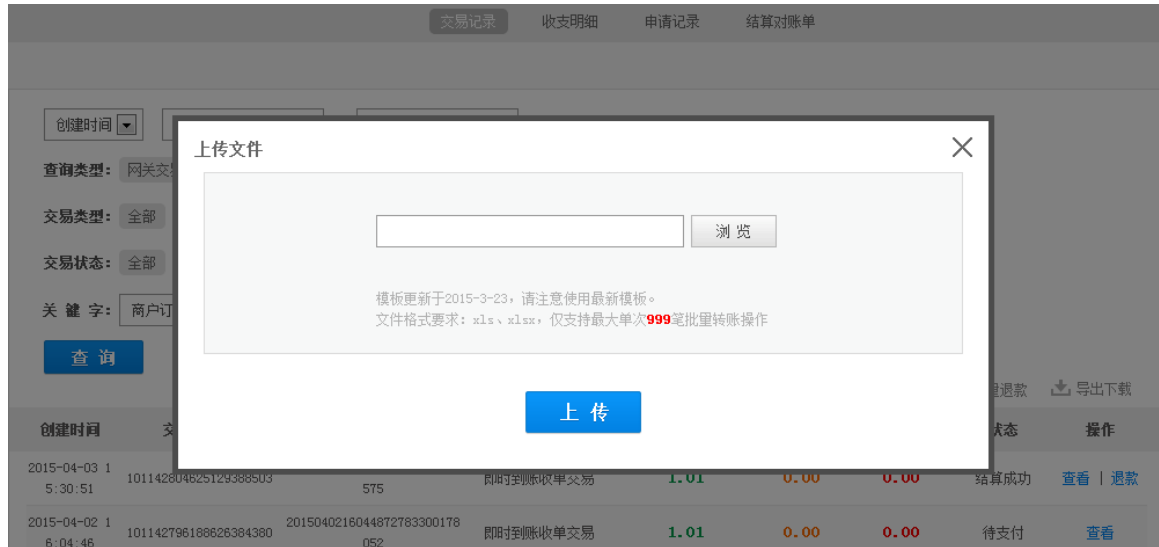 交易记录 收支明细 申请记录 结算对账单
创建时间
上传文件
查询类型: 网关交
交易类型: 全部
浏 览
交易状态: 全部
模板更新于2015-3-23，请注意使用最新模板。
关 键 字: 商户订
文件格式要求: xls、xlsx，仅支持最大单次999笔批量转账操作
查 询
退款 导出下载
上 传
创建时间 交 状态 操作
2015-04-03 1 101142804625129388503 即时到账收单交易 1.01 0.00 0.00 结算成功 查看 | 退款
5:30:51 575
2015-04-02 1 101142796188626384380 2015040216044872783300178 即时到账收单交易 1.01 0.00 0.00 待支付 查看
6:04:46 052